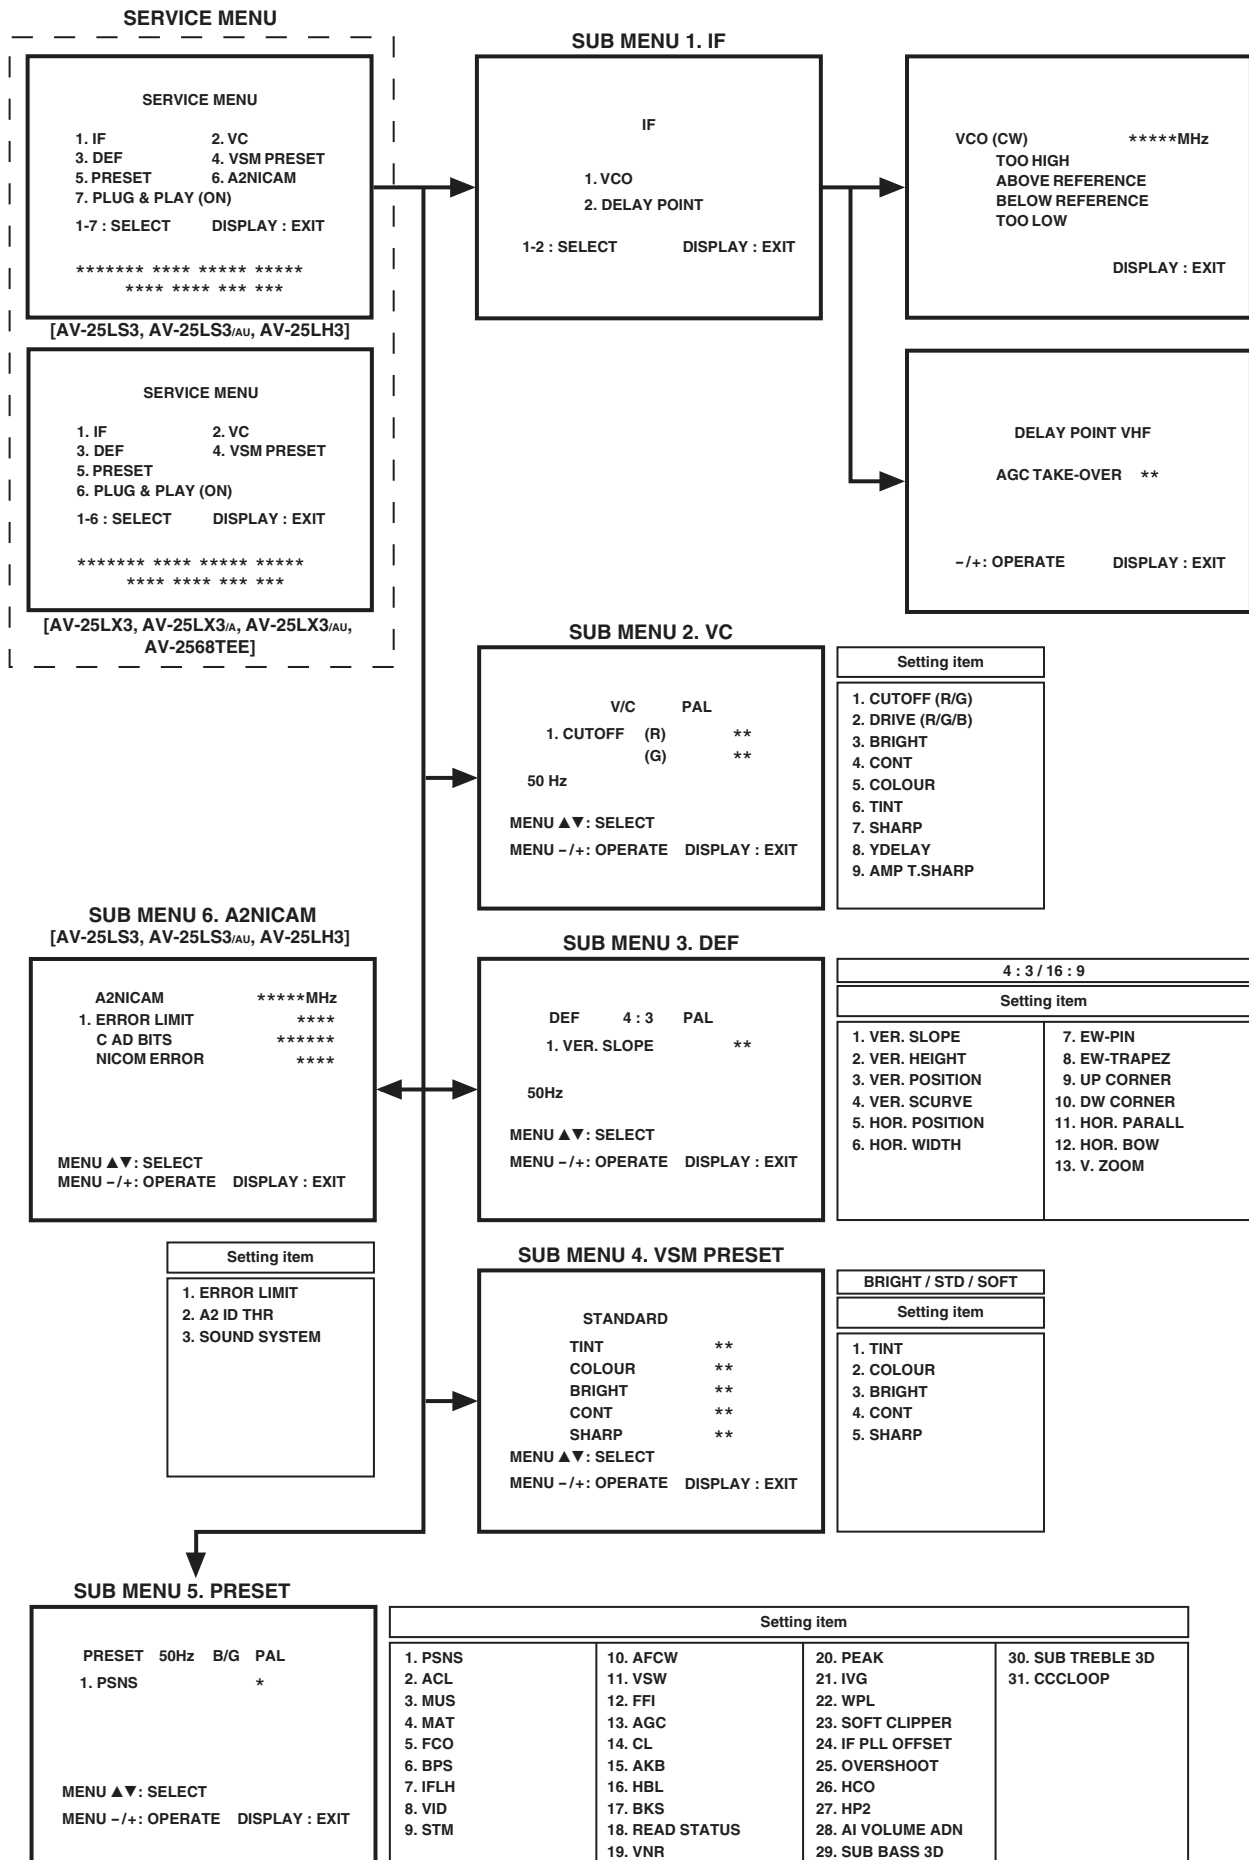 SERVICE MENU
SERVICE MENU
1. IF 2. VC
3. DEF 4. VSM PRESET
5. PRESET 6. A2NICAM
7. PLUG & PLAY (ON)
1-7 : SELECT DISPLAY : EXIT
******* **** ***** *****
**** **** *** ***
[AV-25LS3, AV-25LS3/AU, AV-25LH3]
SERVICE MENU
1. IF 2. VC
3. DEF 4. VSM PRESET
5. PRESET
6. PLUG & PLAY (ON)
1-6 : SELECT DISPLAY : EXIT
******* **** ***** *****
**** **** *** ***
[AV-25LX3, AV-25LX3/A, AV-25LX3/AU,
AV-2568TEE]
SUB MENU 1. IF
IF
1. VCO
2. DELAY POINT
1-2 : SELECT DISPLAY : EXIT
VCO (CW) *****MHz
TOO HIGH
ABOVE REFERENCE
BELOW REFERENCE
TOO LOW
DISPLAY : EXIT
DELAY POINT VHF
AGC TAKE-OVER **
–/+: OPERATE DISPLAY : EXIT
SUB MENU 2. VC
V/C PAL
1. CUTOFF (R) **
(G) **
50 Hz
MENU ▲▼: SELECT
MENU –/+: OPERATE DISPLAY : EXIT
Setting item
1. CUTOFF (R/G)
2. DRIVE (R/G/B)
3. BRIGHT
4. CONT
5. COLOUR
6. TINT
7. SHARP
8. YDELAY
9. AMP T.SHARP
SUB MENU 6. A2NICAM
[AV-25LS3, AV-25LS3/AU, AV-25LH3]
A2NICAM *****MHz
1. ERROR LIMIT ****
C AD BITS ******
NICOM ERROR ****
MENU ▲▼: SELECT
MENU –/+: OPERATE DISPLAY : EXIT
Setting item
1. ERROR LIMIT
2. A2 ID THR
3. SOUND SYSTEM
SUB MENU 3. DEF
DEF 4 : 3 PAL
1. VER. SLOPE **
50Hz
MENU ▲▼: SELECT
MENU –/+: OPERATE DISPLAY : EXIT
4 : 3 / 16 : 9
Setting item
1. VER. SLOPE
2. VER. HEIGHT
3. VER. POSITION
4. VER. SCURVE
5. HOR. POSITION
6. HOR. WIDTH
7. EW-PIN
8. EW-TRAPEZ
9. UP CORNER
10. DW CORNER
11. HOR. PARALL
12. HOR. BOW
13. V. ZOOM
SUB MENU 4. VSM PRESET
STANDARD
TINT **
COLOUR **
BRIGHT **
CONT **
SHARP **
MENU ▲▼: SELECT
MENU –/+: OPERATE DISPLAY : EXIT
BRIGHT / STD / SOFT
Setting item
1. TINT
2. COLOUR
3. BRIGHT
4. CONT
5. SHARP
SUB MENU 5. PRESET
PRESET 50Hz B/G PAL
1. PSNS *
MENU ▲▼: SELECT
MENU –/+: OPERATE DISPLAY : EXIT
Setting item
1. PSNS
2. ACL
3. MUS
4. MAT
5. FCO
6. BPS
7. IFLH
8. VID
9. STM
10. AFCW
11. VSW
12. FFI
13. AGC
14. CL
15. AKB
16. HBL
17. BKS
18. READ STATUS
19. VNR
20. PEAK
21. IVG
22. WPL
23. SOFT CLIPPER
24. IF PLL OFFSET
25. OVERSHOOT
26. HCO
27. HP2
28. AI VOLUME ADN
29. SUB BASS 3D
30. SUB TREBLE 3D
31. CCCLOOP